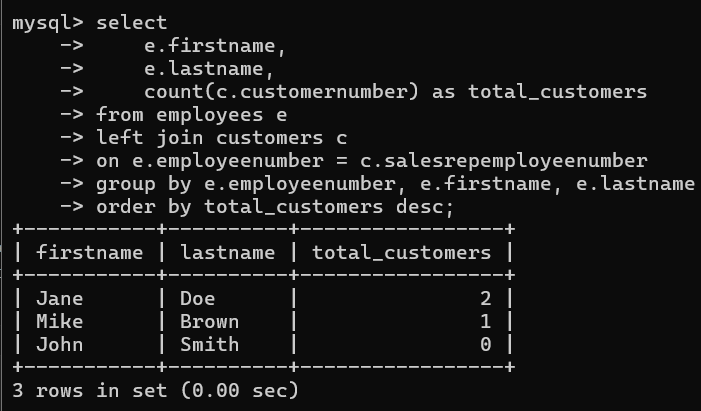 mysql> select
    ->     e.firstname,
    ->     e.lastname,
    ->     count(c.customernumber) as total_customers
    -> from employees e
    -> left join customers c
    -> on e.employeenumber = c.salesrepemployeenumber
    -> group by e.employeenumber, e.firstname, e.lastname
    -> order by total_customers desc;
+-----------+----------+-----------------+
| firstname | lastname | total_customers |
+-----------+----------+-----------------+
| Jane      | Doe      |               2 |
| Mike      | Brown    |               1 |
| John      | Smith    |               0 |
+-----------+----------+-----------------+
3 rows in set (0.00 sec)